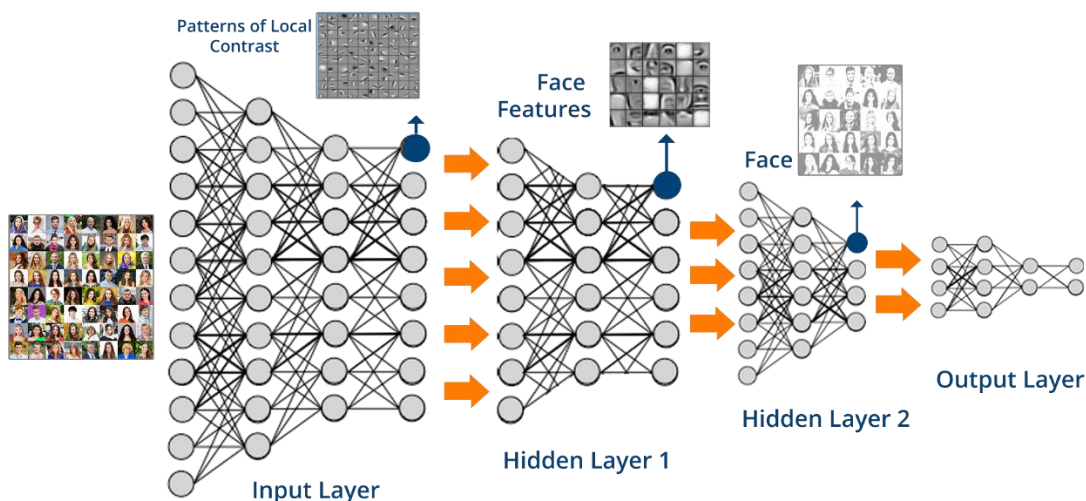 Patterns of Local
Contrast
Face
Features
Face
Input Layer
Hidden Layer 1
Hidden Layer 2
Output Layer